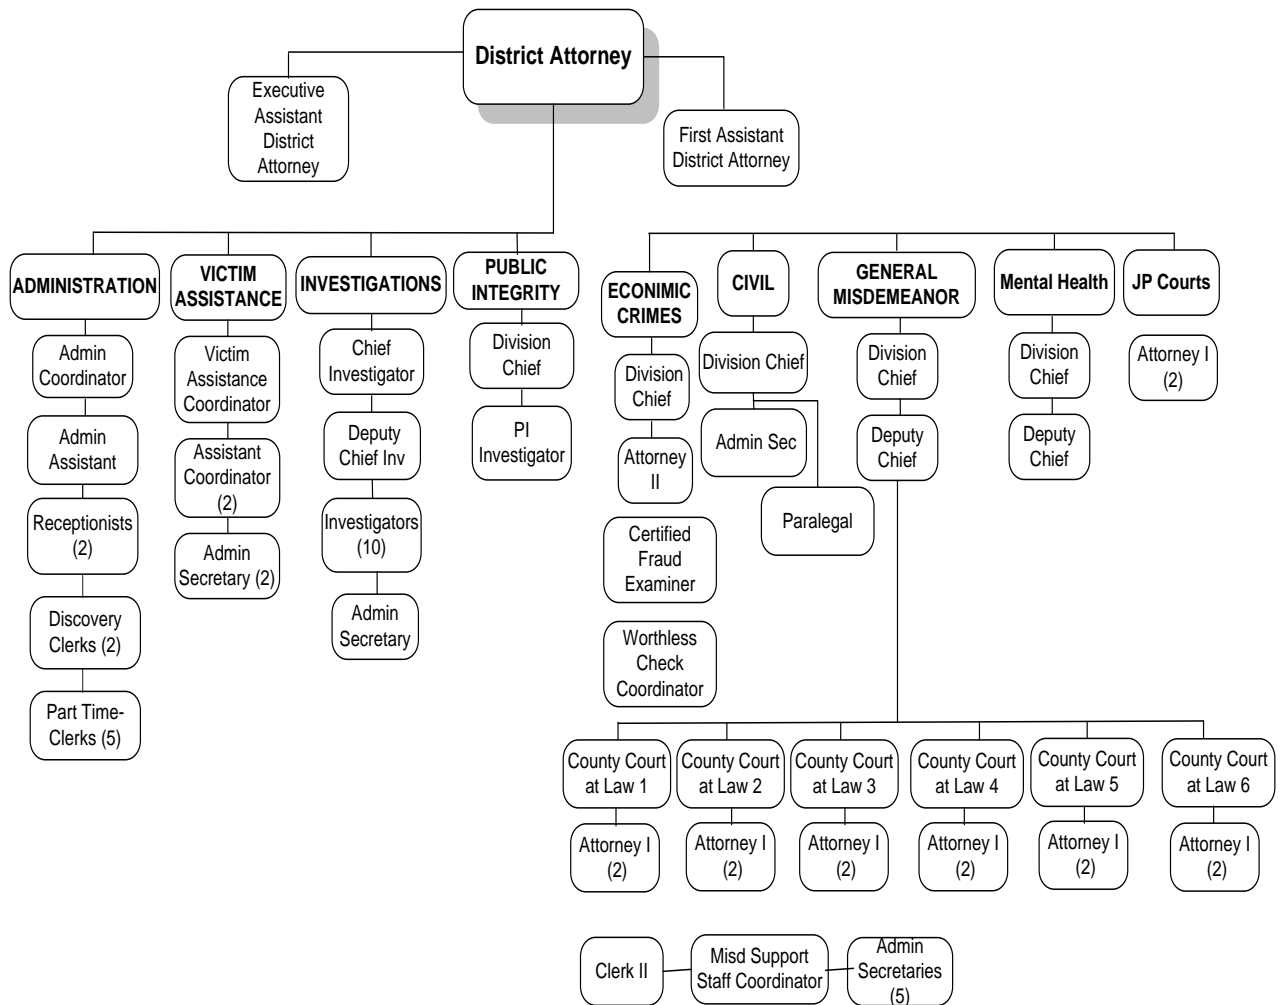 District Attorney
Executive
Assistant
District
Attorney
First Assistant
District Attorney
ADMINISTRATION
VICTIM
ASSISTANCE
INVESTIGATIONS
PUBLIC
INTEGRITY
ECONIMIC
CRIMES
CIVIL
GENERAL
MISDEMEANOR
Mental Health
JP Courts
Admin
Coordinator
Admin
Assistant
Receptionists
(2)
Discovery
Clerks (2)
Part Time-
Clerks (5)
Victim
Assistance
Coordinator
Assistant
Coordinator
(2)
Admin
Secretary (2)
Chief
Investigator
Deputy
Chief Inv
Investigators
(10)
Admin
Secretary
Division
Chief
PI
Investigator
Division
Chief
Attorney
II
Certified
Fraud
Examiner
Worthless
Check
Coordinator
Division Chief
Admin Sec
Paralegal
Division
Chief
Deputy
Chief
Division
Chief
Deputy
Chief
Attorney I
(2)
County Court
at Law 1
County Court
at Law 2
County Court
at Law 3
County Court
at Law 4
County Court
at Law 5
County Court
at Law 6
Attorney I
(2)
Attorney I
(2)
Attorney I
(2)
Attorney I
(2)
Attorney I
(2)
Attorney I
(2)
Clerk II
Misd Support
Staff Coordinator
Admin
Secretaries
(5)